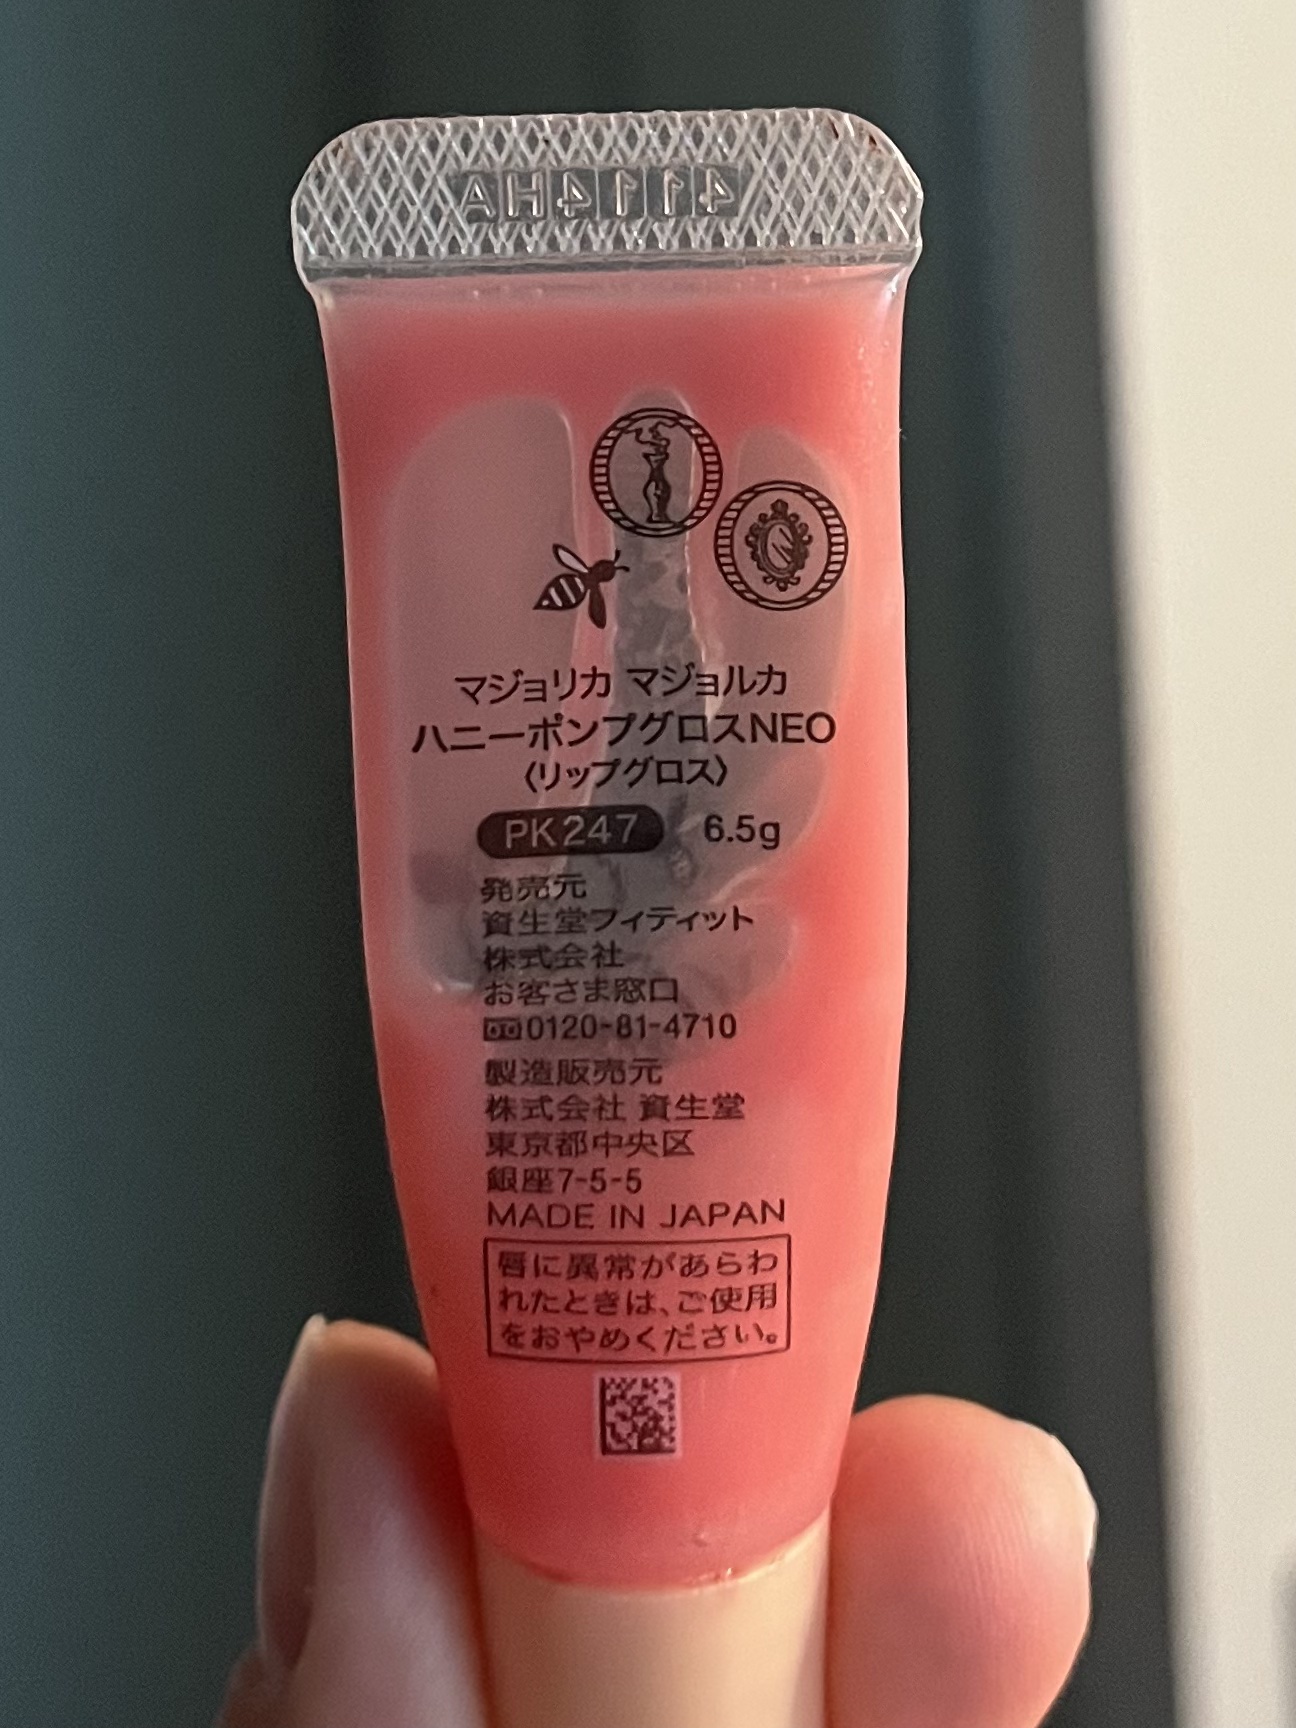 4114HA
マジョリカ マジョルカ
ハニーポンプグロスNEO
〈リップグロス〉
PK247 6.5g
発売元
資生堂フィティット
株式会社
お客さま窓口
0120-81-4710
製造販売元
株式会社 資生堂
東京都中央区
銀座7-5-5
MADE IN JAPAN
唇に異常があらわ
れたときは、ご使用
をおやめください。